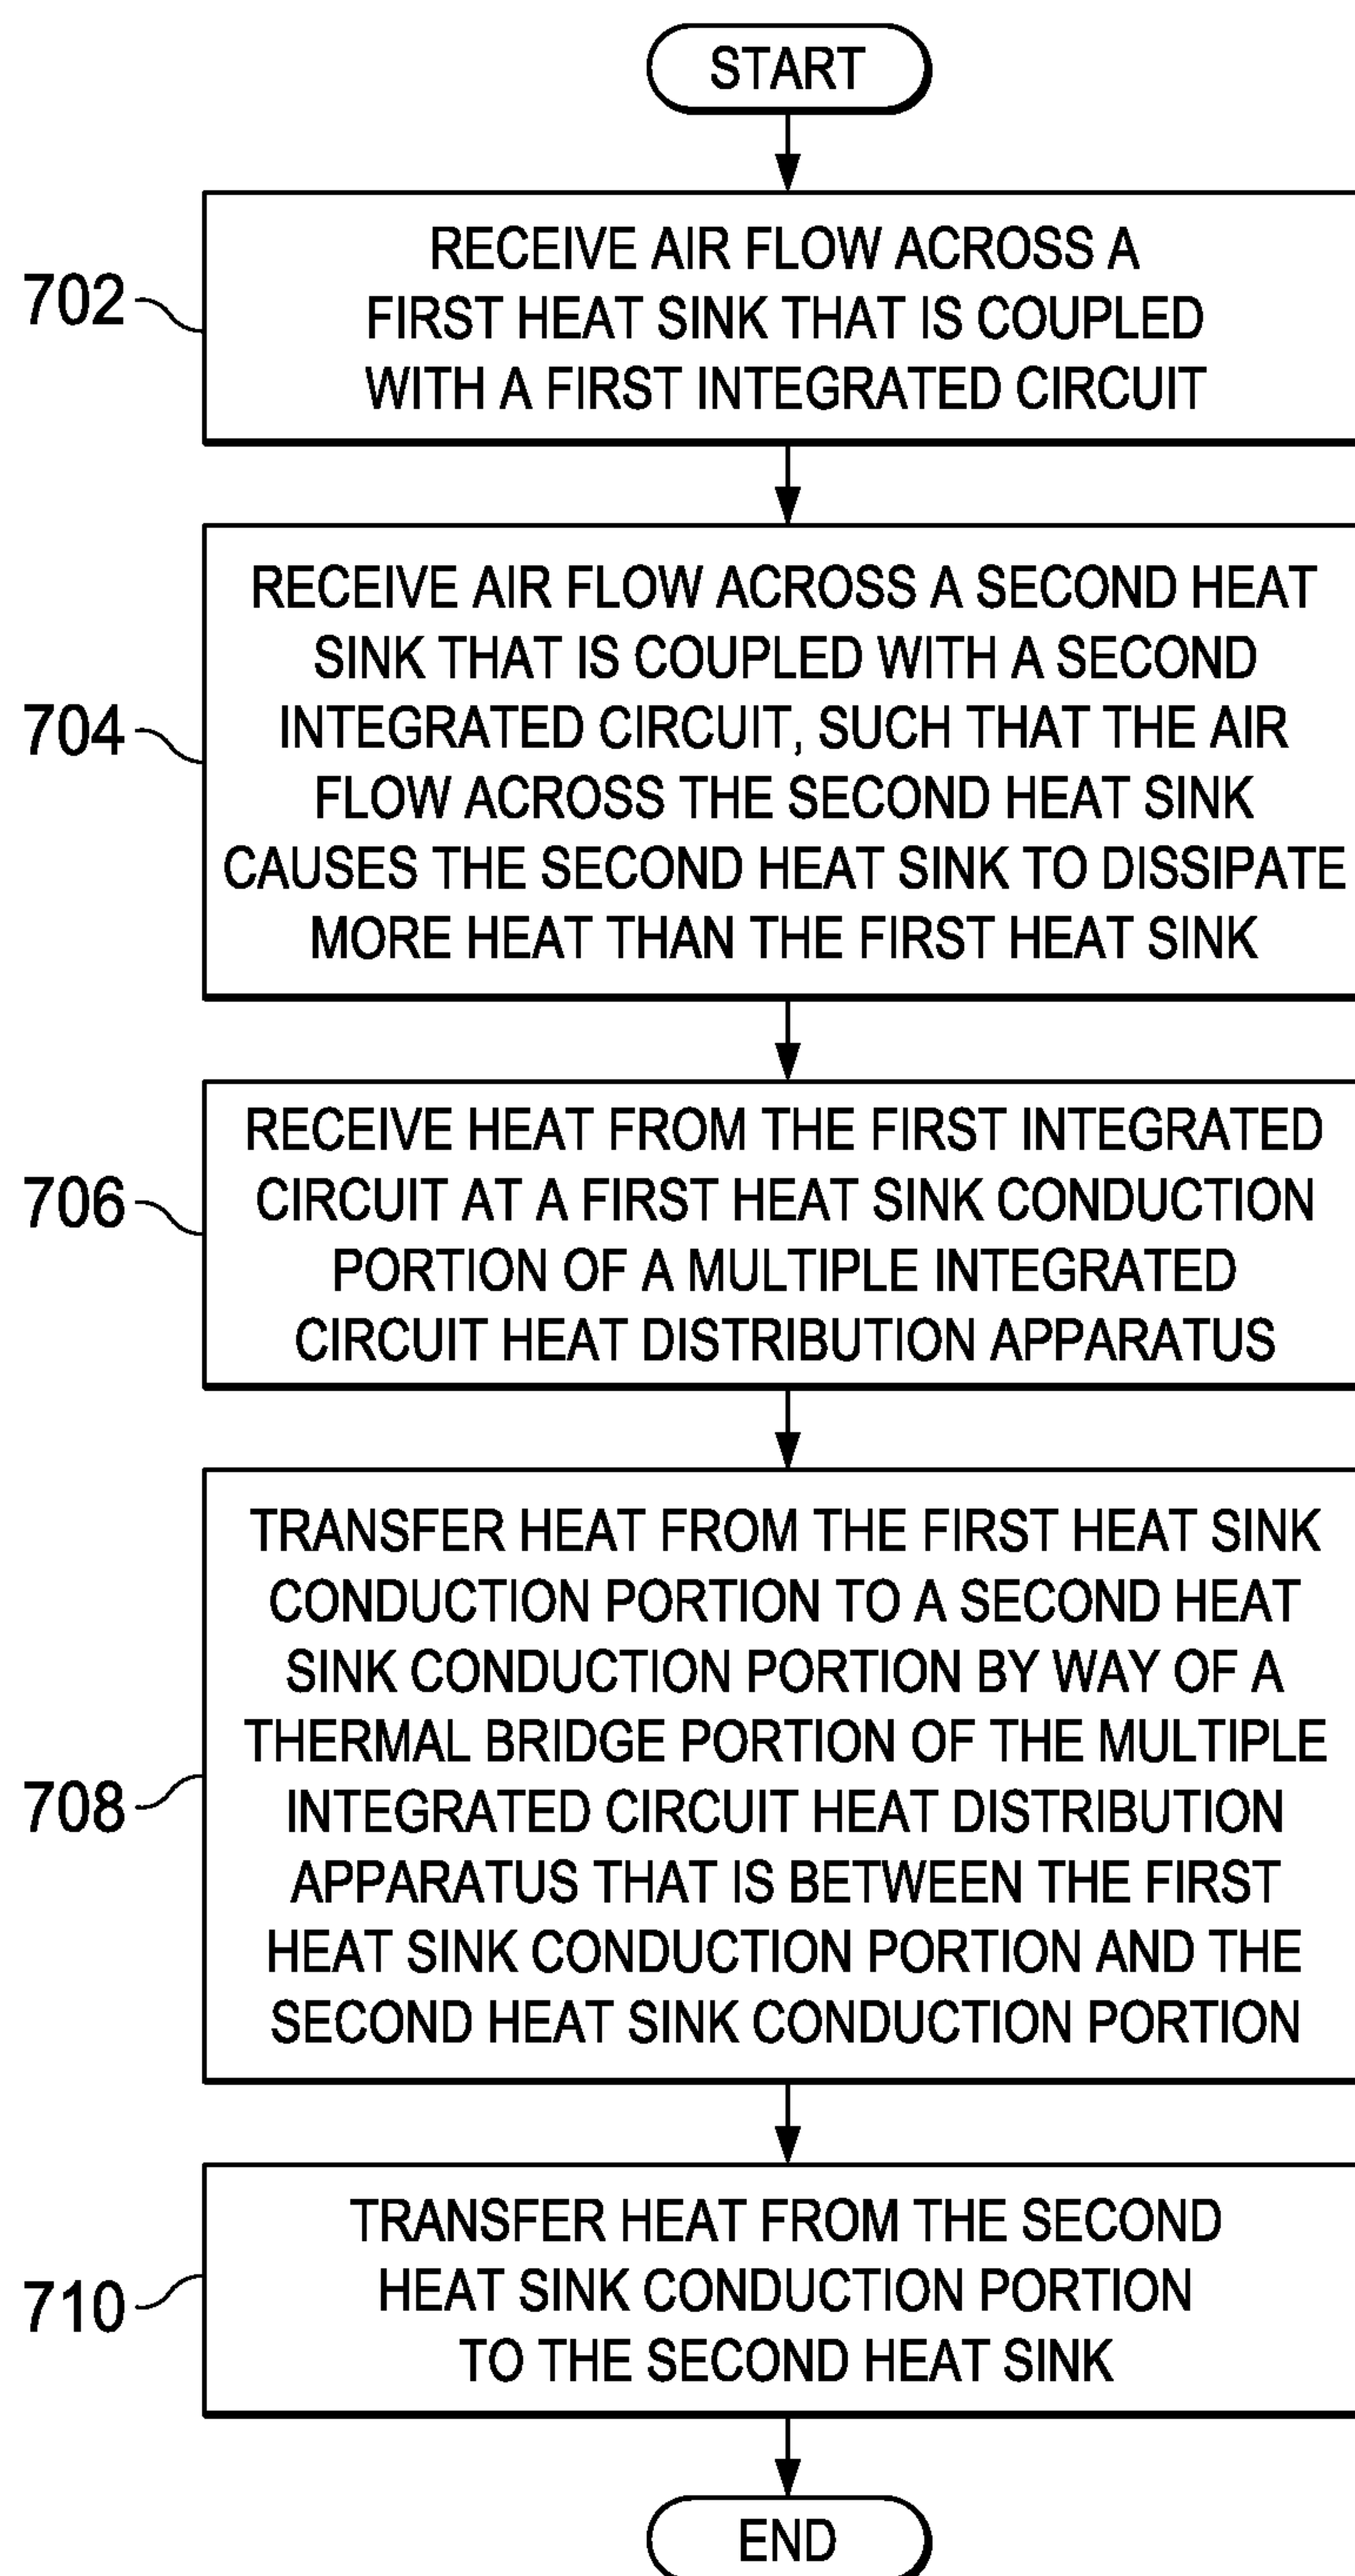 START
702
RECEIVE AIR FLOW ACROSS A
FIRST HEAT SINK THAT IS COUPLED
WITH A FIRST INTEGRATED CIRCUIT
704
RECEIVE AIR FLOW ACROSS A SECOND HEAT
SINK THAT IS COUPLED WITH A SECOND
INTEGRATED CIRCUIT, SUCH THAT THE AIR
FLOW ACROSS THE SECOND HEAT SINK
CAUSES THE SECOND HEAT SINK TO DISSIPATE
MORE HEAT THAN THE FIRST HEAT SINK
706
RECEIVE HEAT FROM THE FIRST INTEGRATED
CIRCUIT AT A FIRST HEAT SINK CONDUCTION
PORTION OF A MULTIPLE INTEGRATED
CIRCUIT HEAT DISTRIBUTION APPARATUS
708
TRANSFER HEAT FROM THE FIRST HEAT SINK
CONDUCTION PORTION TO A SECOND HEAT
SINK CONDUCTION PORTION BY WAY OF A
THERMAL BRIDGE PORTION OF THE MULTIPLE
INTEGRATED CIRCUIT HEAT DISTRIBUTION
APPARATUS THAT IS BETWEEN THE FIRST
HEAT SINK CONDUCTION PORTION AND THE
SECOND HEAT SINK CONDUCTION PORTION
710
TRANSFER HEAT FROM THE SECOND
HEAT SINK CONDUCTION PORTION
TO THE SECOND HEAT SINK
END